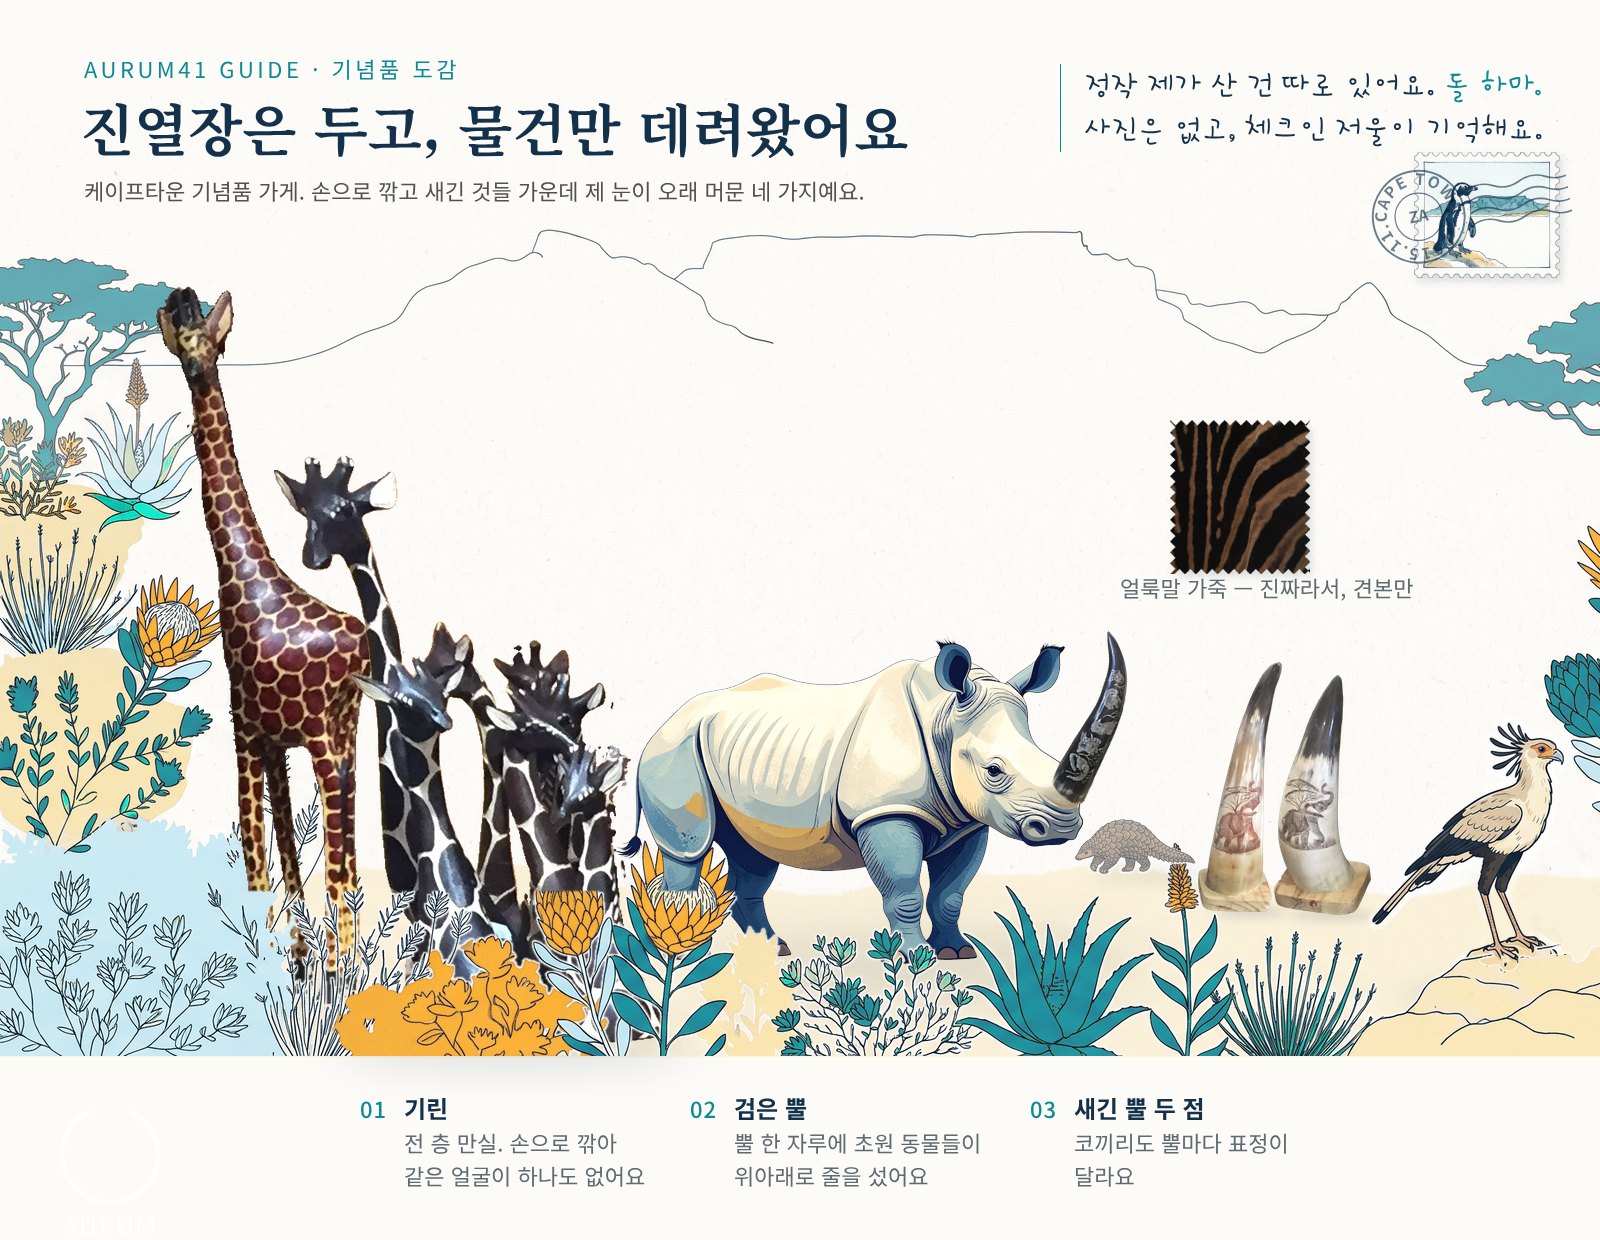 AURUM41 GUIDE · 기념품 도감
진열장은 두고, 물건만 데려왔어요
케이프타운 기념품 가게. 손으로 깎고 새긴 것들 가운데 제 눈이 오래 머문 네 가지예요.
정작 제가 산 건 따로 있어요. 돌 하마.
사진은 없고, 체크인 저울이 기억해요.
CAPE TOW
ZA
15.11
얼룩말 가죽 — 진짜라서, 견본만
01 기린
전 층 만실. 손으로 깎아
같은 얼굴이 하나도 없어요
02 검은 뿔
뿔 한 자루에 초원 동물들이
위아래로 줄을 섰어요
03 새긴 뿔 두 점
코끼리도 뿔마다 표정이
달라요
AURUM